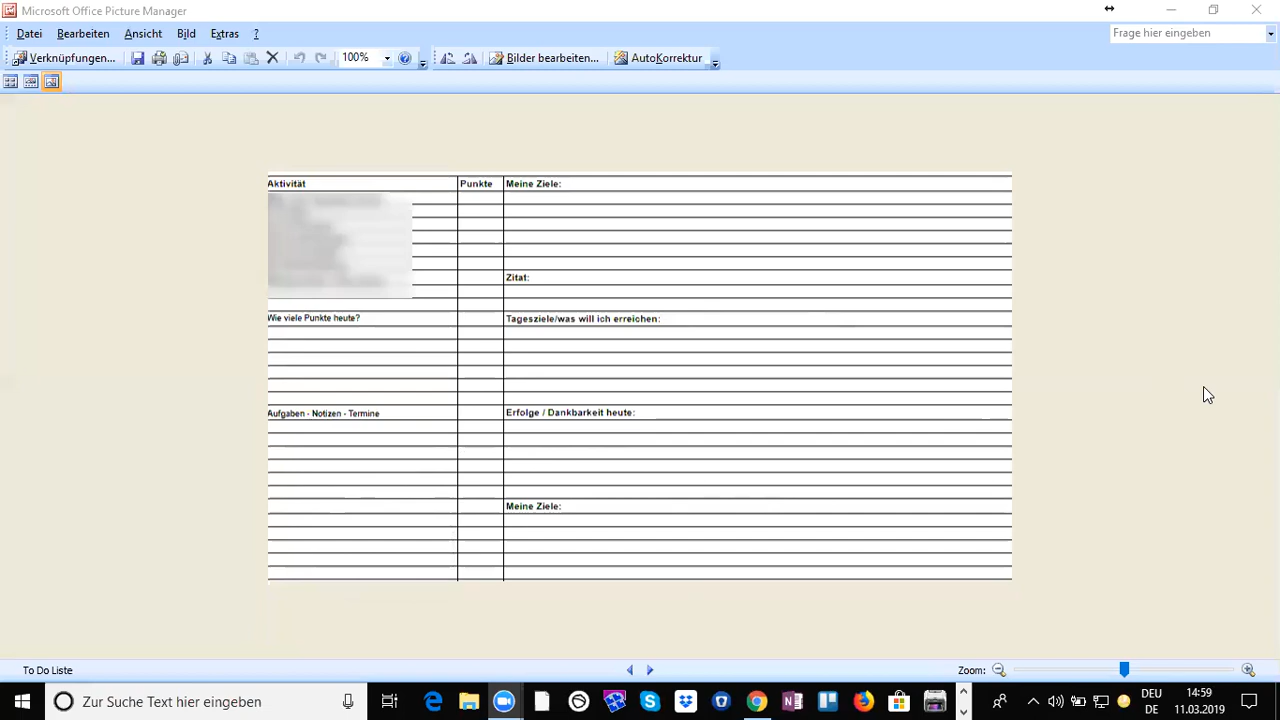 Microsoft Office Picture Manager
Datei Bearbeiten Ansicht Bild Extras ?
Frage hier eingeben
Verknüpfungen... 100% Bilder bearbeiten... AutoKorrektur
Aktivität Punkte Meine Ziele:
Zitat:
Wie viele Punkte heute? Tagesziele/was will ich erreichen:
Aufgaben - Notizen - Termine Erfolge / Dankbarkeit heute:
Meine Ziele:
To Do Liste Zoom:
Zur Suche Text hier eingeben
DEU 14:59
DE 11.03.2019